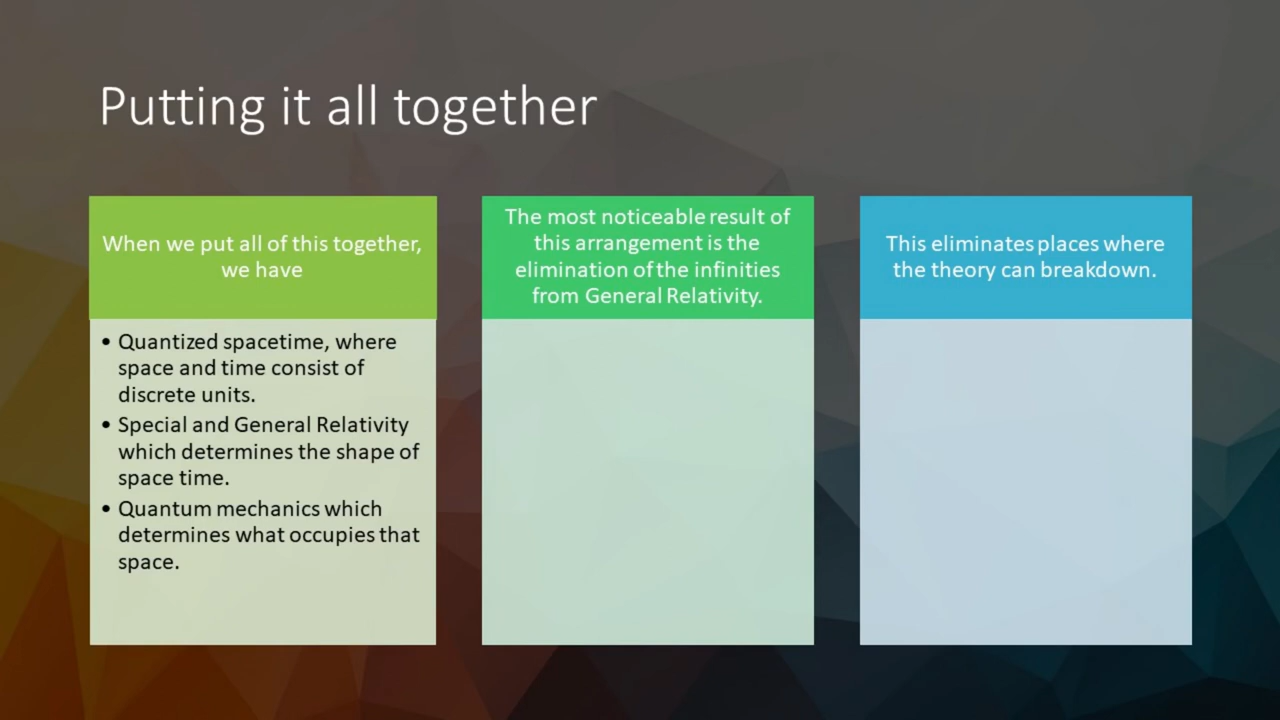 Putting it all together
When we put all of this together,
we have
• Quantized spacetime, where
space and time consist of
discrete units.
• Special and General Relativity
which determines the shape of
space time.
• Quantum mechanics which
determines what occupies that
space.
The most noticeable result of
this arrangement is the
elimination of the infinities
from General Relativity.
This eliminates places where
the theory can breakdown.